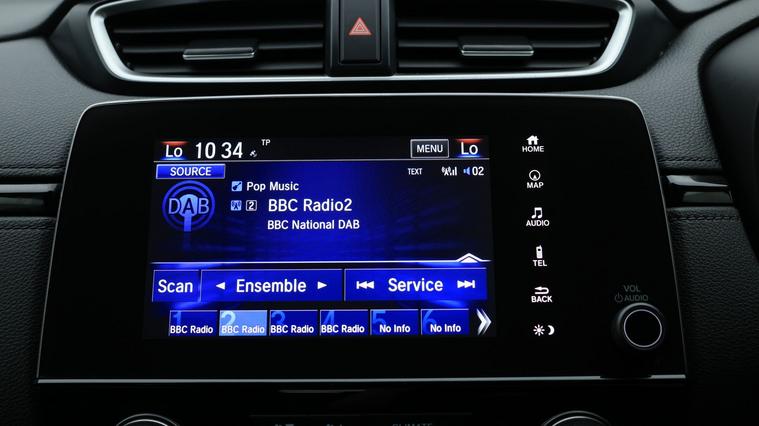 Lo 10 34 TP MENU Lo
SOURCE TEXT 02
DAB
Pop Music
2 BBC Radio2
BBC National DAB
Scan ◄ Ensemble ► Service
1 2 3 4 5 6
BBC Radio BBC Radio BBC Radio BBC Radio No Info No Info
HOME
MAP
AUDIO
TEL
BACK
VOL
AUDIO
CLIMATE